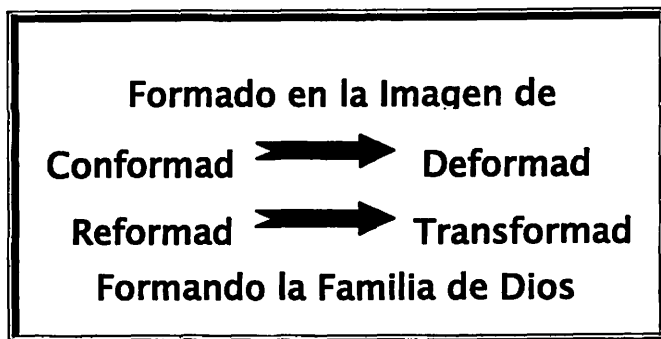 Formado en la Imagen de
Conformad Deformad
Reformad Transformad
Formando la Familia de Dios